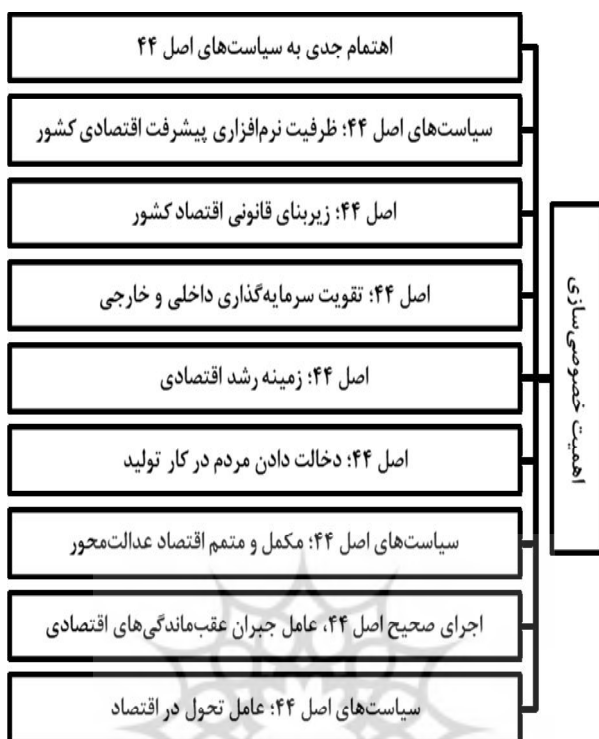 اهمیت خصوصی‌سازی
اهتمام جدی به سیاست‌های اصل ۴۴
سیاست‌های اصل ۴۴؛ ظرفیت نرم‌افزاری پیشرفت اقتصادی کشور
اصل ۴۴؛ زیربنای قانونی اقتصاد کشور
اصل ۴۴؛ تقویت سرمایه‌گذاری داخلی و خارجی
اصل ۴۴؛ زمینه رشد اقتصادی
اصل ۴۴؛ دخالت دادن مردم در کار تولید
سیاست‌های اصل ۴۴؛ مکمل و متمم اقتصاد عدالت‌محور
اجرای صحیح اصل ۴۴، عامل جبران عقب‌ماندگی‌های اقتصادی
سیاست‌های اصل ۴۴؛ عامل تحول در اقتصاد